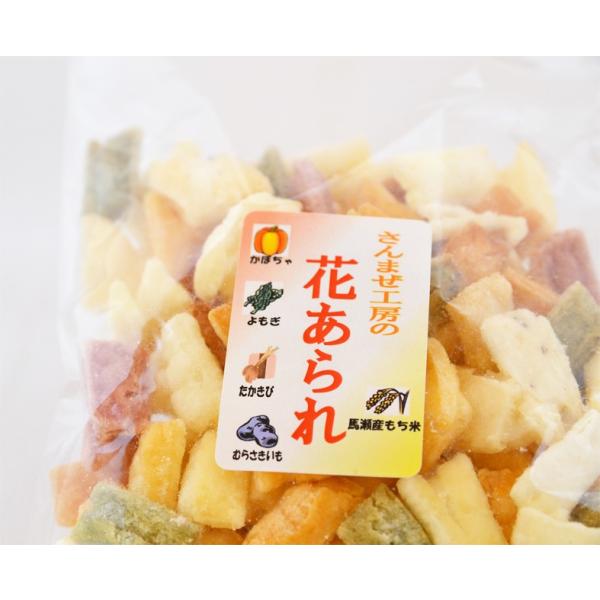 さんまぜ工房の
花あられ
かぼちゃ
よもぎ
たかきび
むらさきいも
馬瀬産もち米